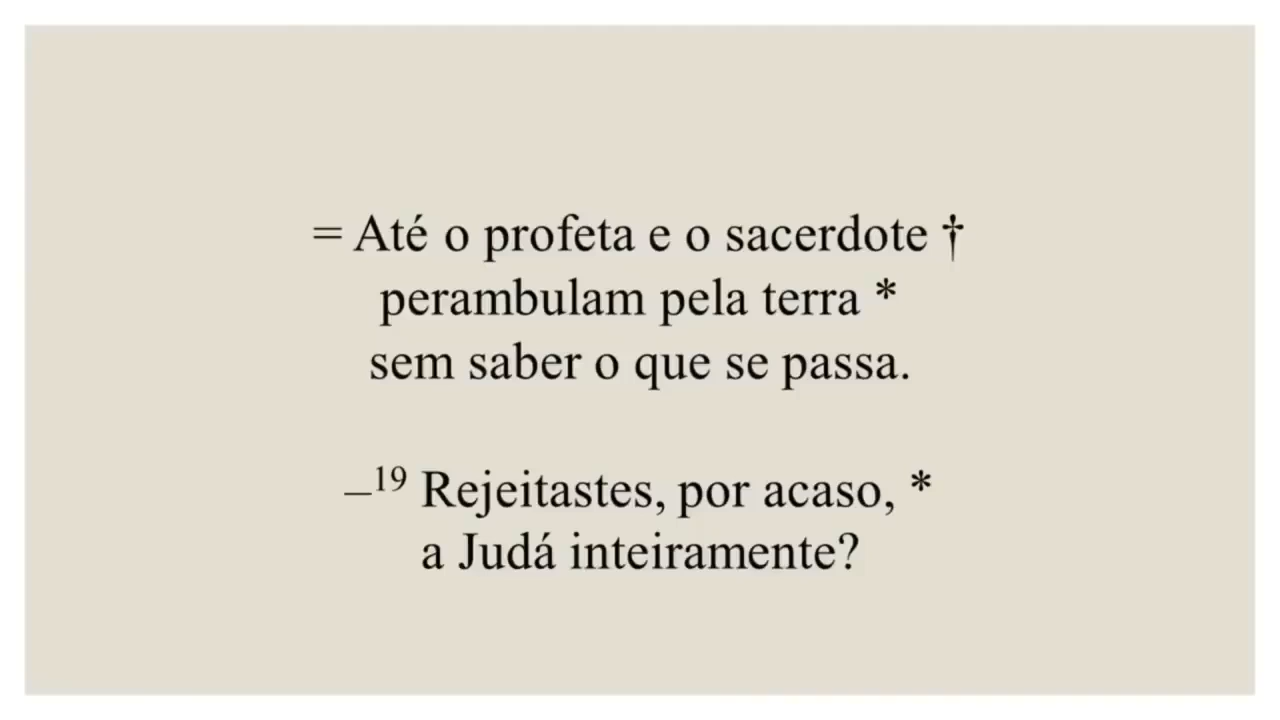 = Até o profeta e o sacerdote †
perambulam pela terra *
sem saber o que se passa.
–¹⁹ Rejeitastes, por acaso, *
a Judá inteiramente?